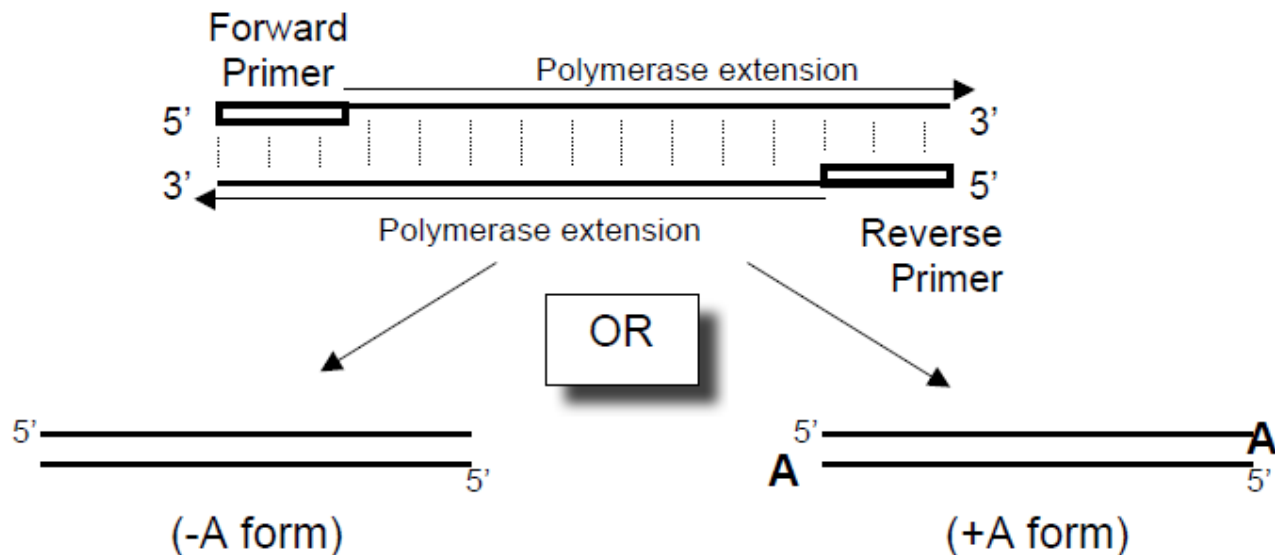 Forward
Primer
Polymerase extension
5’
3’
3’
5’
Polymerase extension
Reverse
Primer
OR
5’
5’
(-A form)
5’
A
A
5’
(+A form)